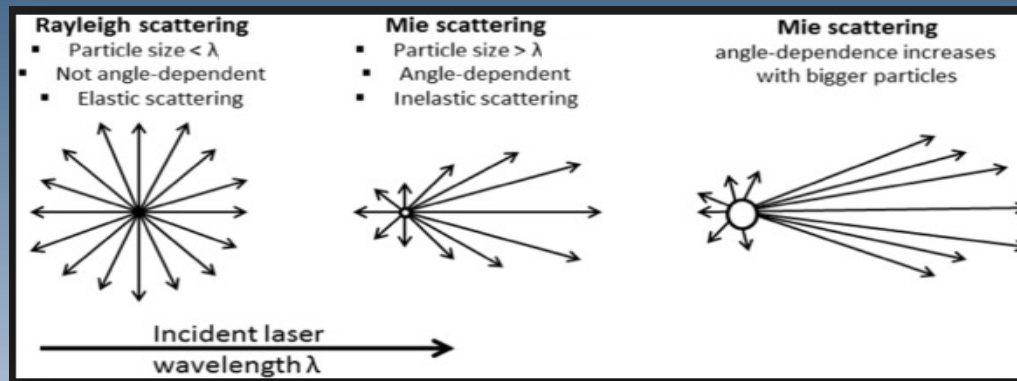 Rayleigh scattering
▪ Particle size < λ
▪ Not angle-dependent
▪ Elastic scattering
Mie scattering
▪ Particle size > λ
▪ Angle-dependent
▪ Inelastic scattering
Mie scattering
angle-dependence increases
with bigger particles
Incident laser
wavelength λ